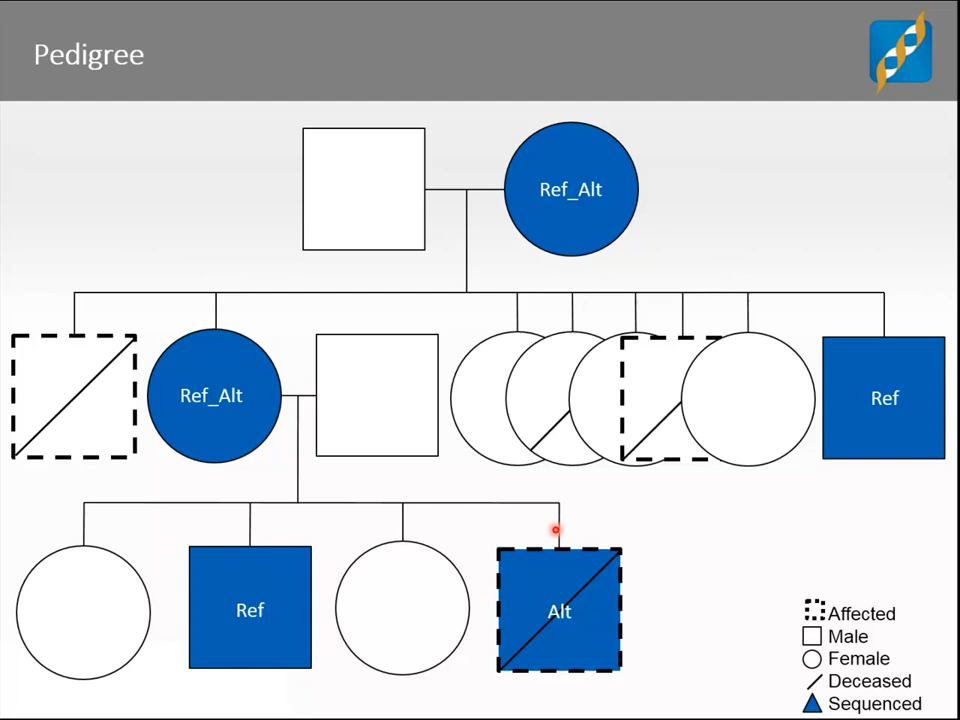 Pedigree
Ref_Alt
Ref_Alt
Ref
Ref
Alt
Affected
Male
Female
Deceased
Sequenced